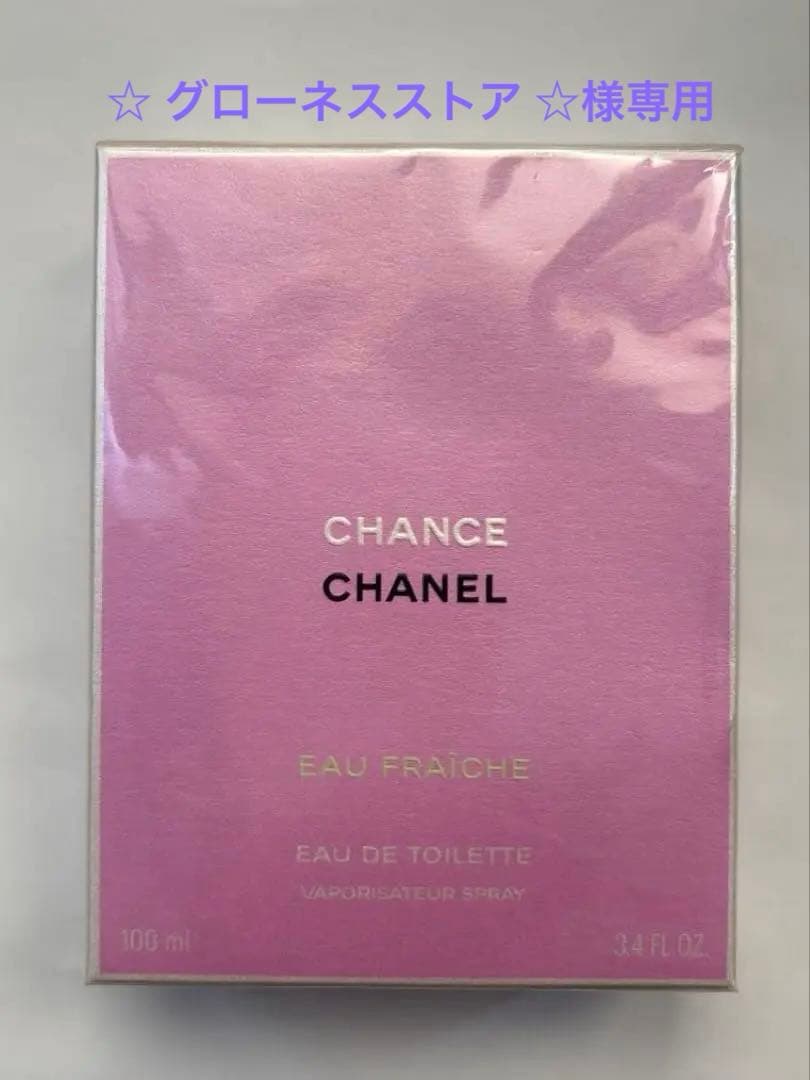 ☆ グローネスストア ☆様専用
CHANCE
CHANEL
EAU FRAÎCHE
EAU DE TOILETTE
VAPORISATEUR SPRAY
100 ml
3.4 FL OZ.